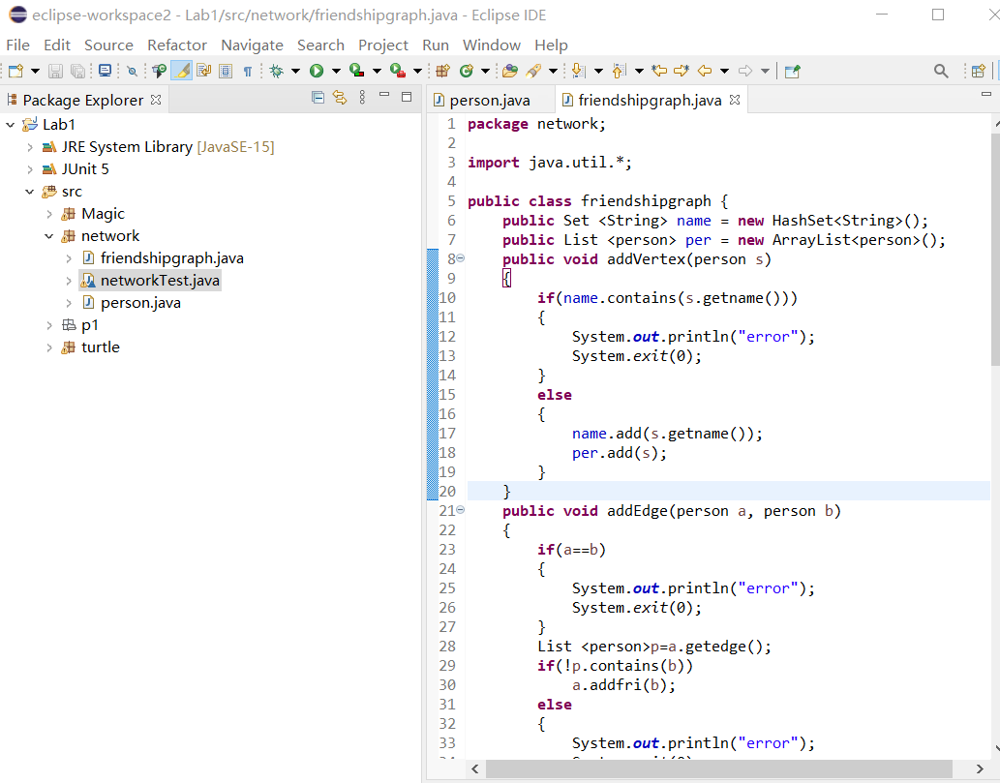 eclipse-workspace2 - Lab1/src/network/friendshipgraph.java - Eclipse IDE
File Edit Source Refactor Navigate Search Project Run Window Help
Package Explorer
Lab1
JRE System Library [JavaSE-15]
JUnit 5
src
Magic
network
friendshipgraph.java
networkTest.java
person.java
p1
turtle
person.java friendshipgraph.java
1 package network;
2
3 import java.util.*;
4
5 public class friendshipgraph {
6 public Set <String> name = new HashSet<String>();
7 public List <person> per = new ArrayList<person>();
8 public void addVertex(person s)
9 {
10 if(name.contains(s.getname()))
11 {
12 System.out.println("error");
13 System.exit(0);
14 }
15 else
16 {
17 name.add(s.getname());
18 per.add(s);
19 }
20 }
21 public void addEdge(person a, person b)
22 {
23 if(a==b)
24 {
25 System.out.println("error");
26 System.exit(0);
27 }
28 List <person>p=a.getedge();
29 if(!p.contains(b))
30 a.addfri(b);
31 else
32 {
33 System.out.println("error");